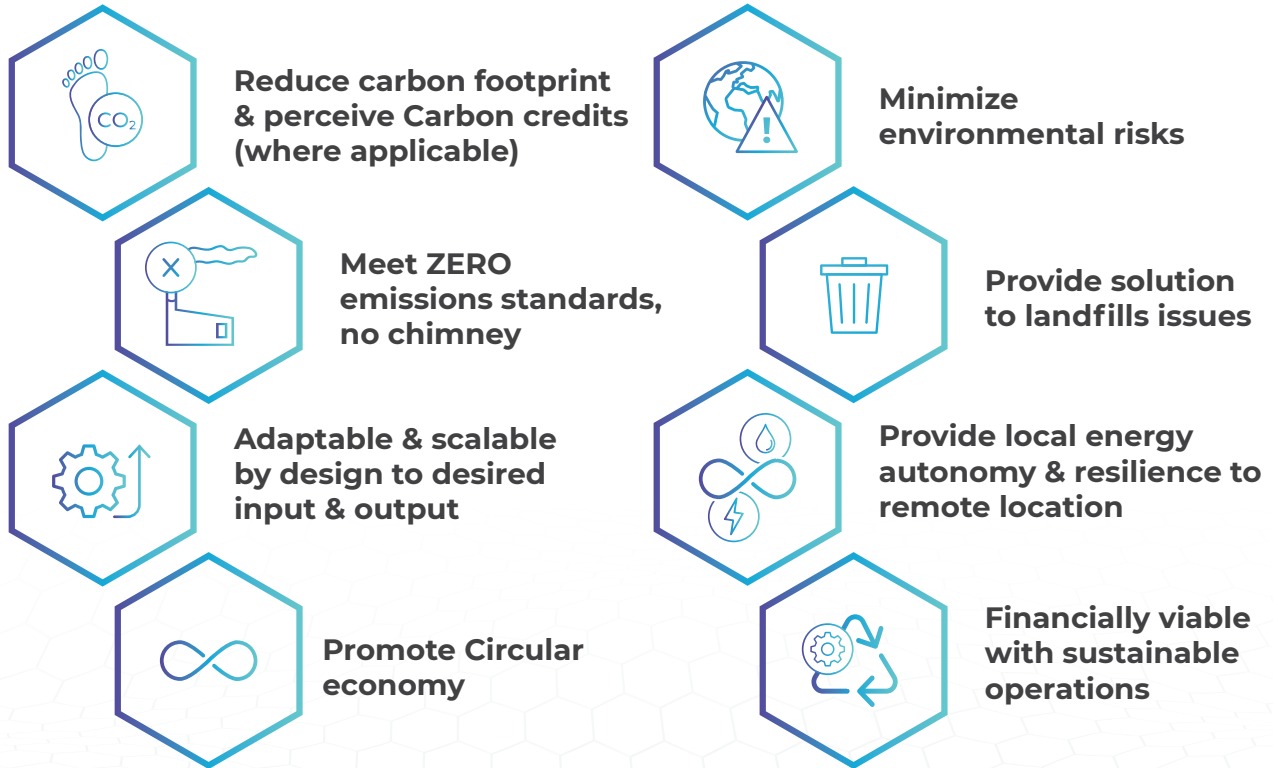 CO₂
Reduce carbon footprint
& perceive Carbon credits
(where applicable)
Meet ZERO
emissions standards,
no chimney
Adaptable & scalable
by design to desired
input & output
Promote Circular
economy
!
Minimize
environmental risks
Provide solution
to landfills issues
Provide local energy
autonomy & resilience to
remote location
Financially viable
with sustainable
operations